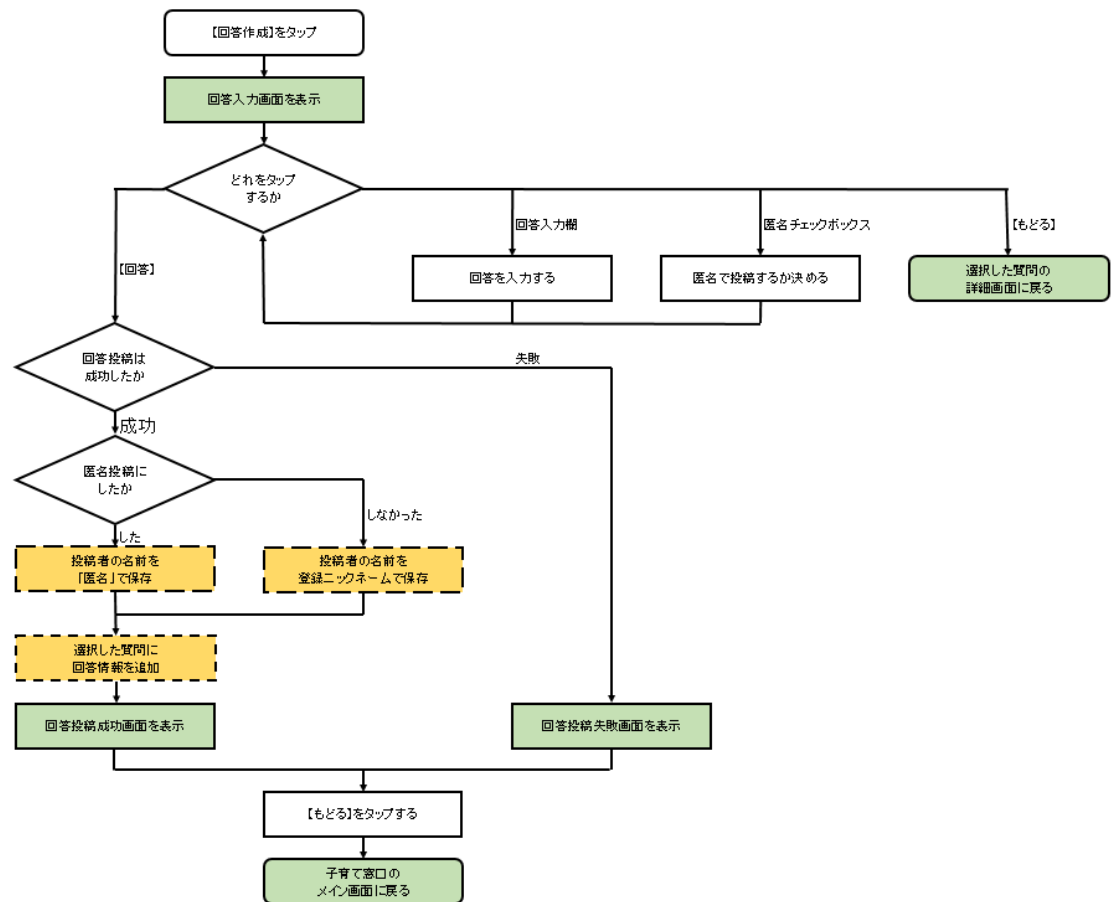 【回答作成】をタップ
回答入力画面を表示
どれをタップ
するか
回答入力欄
匿名チェックボックス
【もどる】
【回答】
回答を入力する
匿名で投稿するか決める
選択した質問の
詳細画面に戻る
回答投稿は
成功したか
失敗
成功
匿名投稿に
したか
しなかった
した
投稿者の名前を
「匿名」で保存
投稿者の名前を
登録ニックネームで保存
選択した質問に
回答情報を追加
回答投稿成功画面を表示
回答投稿失敗画面を表示
【もどる】をタップする
子育て窓口の
メイン画面に戻る